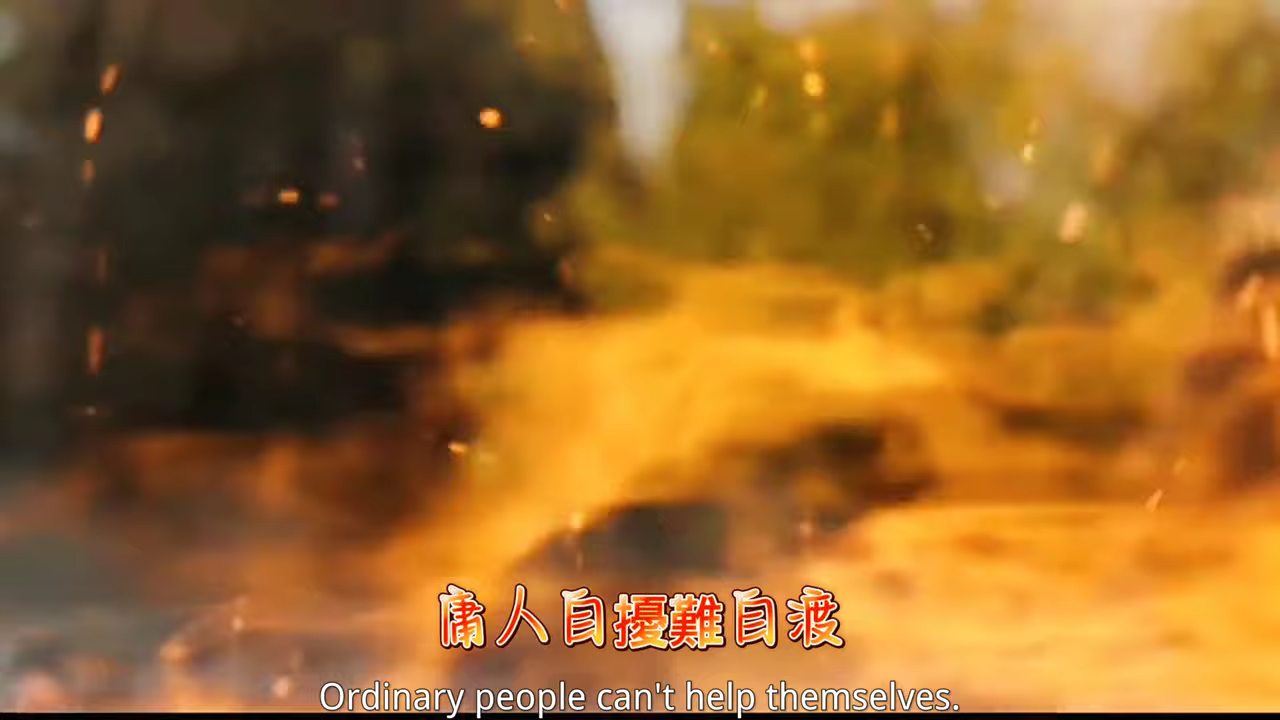 庸人自擾難自渡
Ordinary people can't help themselves.